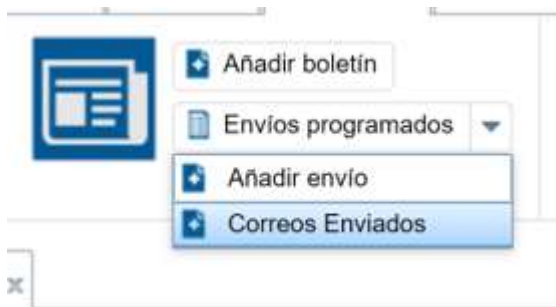 Añadir boletín
Envíos programados
Añadir envío
Correos Enviados